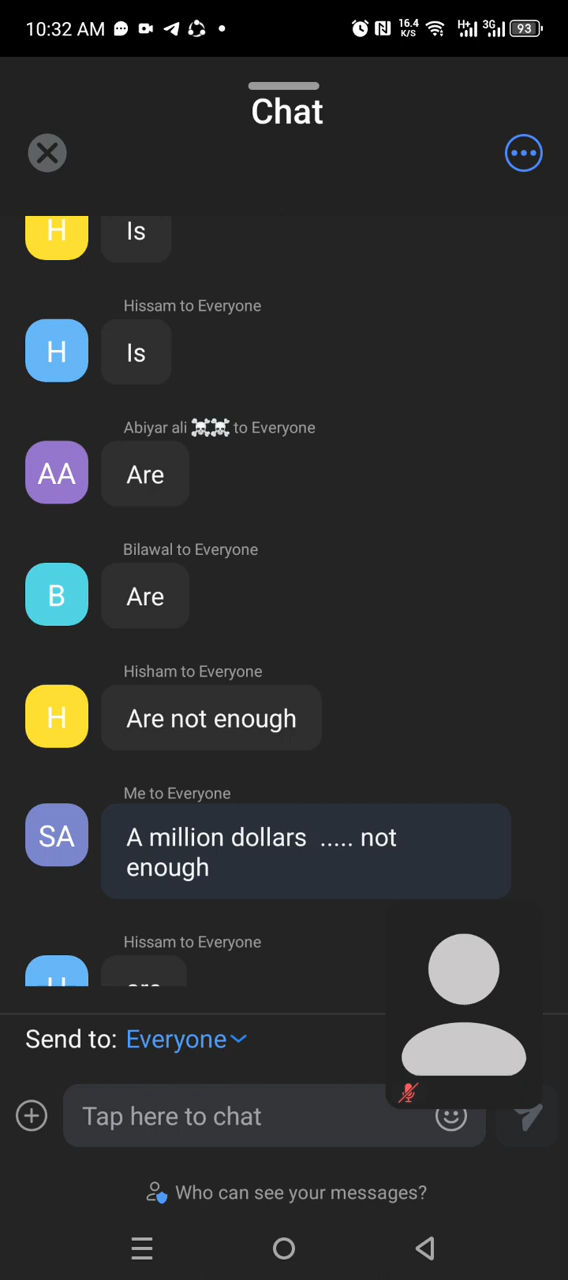 10:32 AM
16.4
K/S
H+
3G
93
Chat
H
Is
Hissam to Everyone
H
Is
Abiyar ali ☠️☠️ to Everyone
AA
Are
Bilawal to Everyone
B
Are
Hisham to Everyone
H
Are not enough
Me to Everyone
SA
A million dollars ..... not
enough
Hissam to Everyone
H
are
Send to: Everyone
Tap here to chat
Who can see your messages?